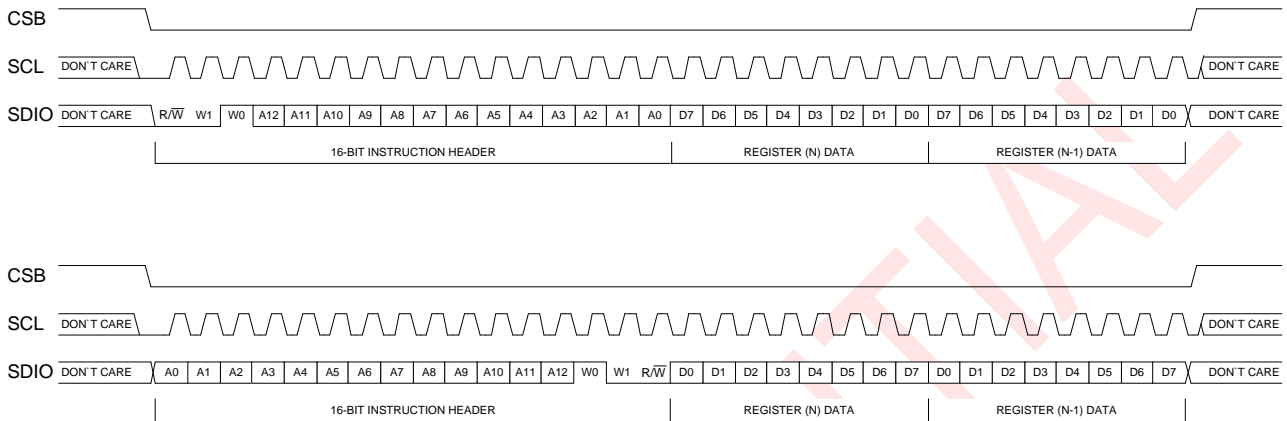 CSB
SCL DON'T CARE DON'T CARE
SDIO DON'T CARE R/W̅ W1 W0 A12 A11 A10 A9 A8 A7 A6 A5 A4 A3 A2 A1 A0 D7 D6 D5 D4 D3 D2 D1 D0 D7 D6 D5 D4 D3 D2 D1 D0 DON'T CARE
16-BIT INSTRUCTION HEADER REGISTER (N) DATA REGISTER (N-1) DATA
CSB
SCL DON'T CARE DON'T CARE
SDIO DON'T CARE A0 A1 A2 A3 A4 A5 A6 A7 A8 A9 A10 A11 A12 W0 W1 R/W̅ D0 D1 D2 D3 D4 D5 D6 D7 D0 D1 D2 D3 D4 D5 D6 D7 DON'T CARE
16-BIT INSTRUCTION HEADER REGISTER (N) DATA REGISTER (N-1) DATA
TIAL